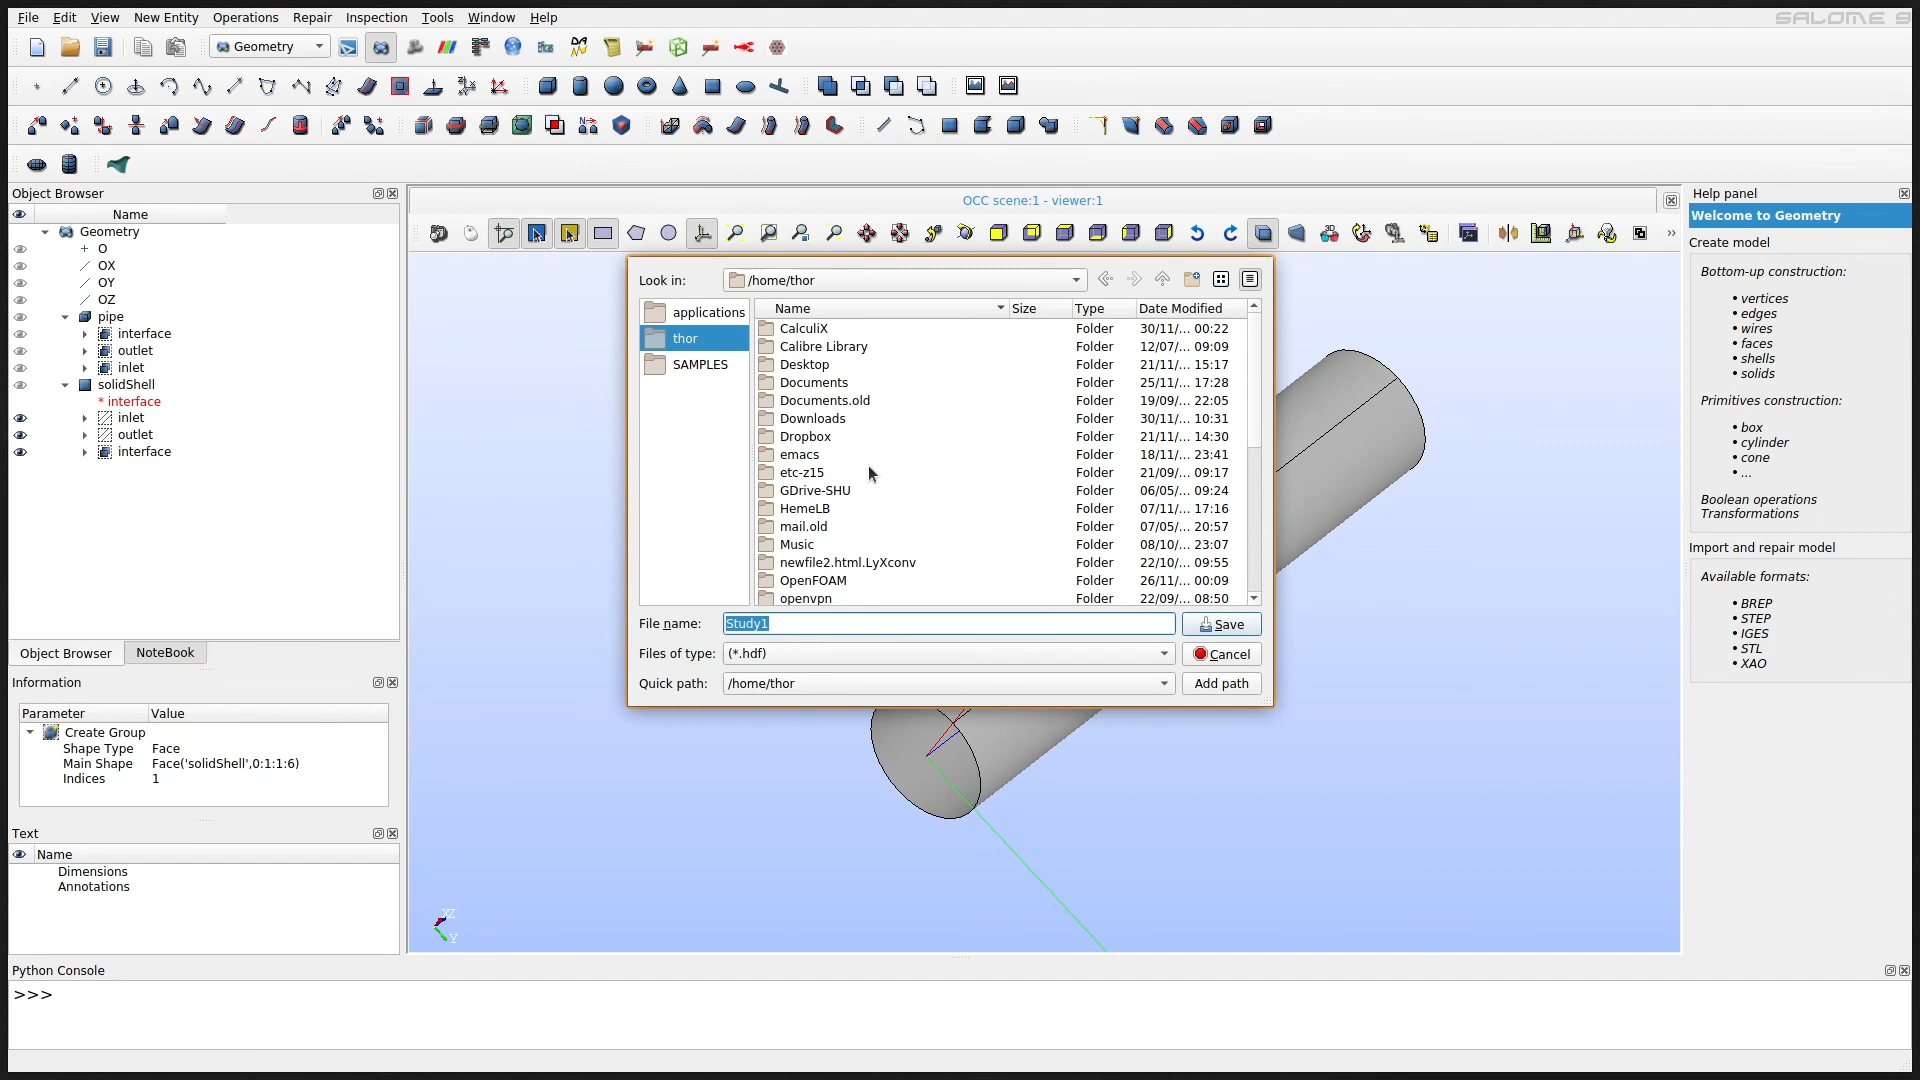 File Edit View New Entity Operations Repair Inspection Tools Window Help
SALOME 9
Geometry
Object Browser
Name
Geometry
O
OX
OY
OZ
pipe
interface
outlet
inlet
solidShell
* interface
inlet
outlet
interface
Object Browser NoteBook
Information
Parameter Value
Create Group
Shape Type Face
Main Shape Face('solidShell',0:1:1:6)
Indices 1
Text
Name
Dimensions
Annotations
OCC scene:1 - viewer:1
Look in: /home/thor
applications
thor
SAMPLES
Name Size Type Date Modified
CalculiX Folder 30/11/... 00:22
Calibre Library Folder 12/07/... 09:09
Desktop Folder 21/11/... 15:17
Documents Folder 25/11/... 17:28
Documents.old Folder 19/09/... 22:05
Downloads Folder 30/11/... 10:31
Dropbox Folder 21/11/... 14:30
emacs Folder 18/11/... 23:41
etc-z15 Folder 21/09/... 09:17
GDrive-SHU Folder 06/05/... 09:24
HemeLB Folder 07/11/... 17:16
mail.old Folder 07/05/... 20:57
Music Folder 08/10/... 23:07
newfile2.html.LyXconv Folder 22/10/... 09:55
OpenFOAM Folder 26/11/... 00:09
openvpn Folder 22/09/... 08:50
File name: Study1 Save
Files of type: (*.hdf) Cancel
Quick path: /home/thor Add path
XZ
Y
Help panel
Welcome to Geometry
Create model
Bottom-up construction:
• vertices
• edges
• wires
• faces
• shells
• solids
Primitives construction:
• box
• cylinder
• cone
• ...
Boolean operations
Transformations
Import and repair model
Available formats:
• BREP
• STEP
• IGES
• STL
• XAO
Python Console
>>>